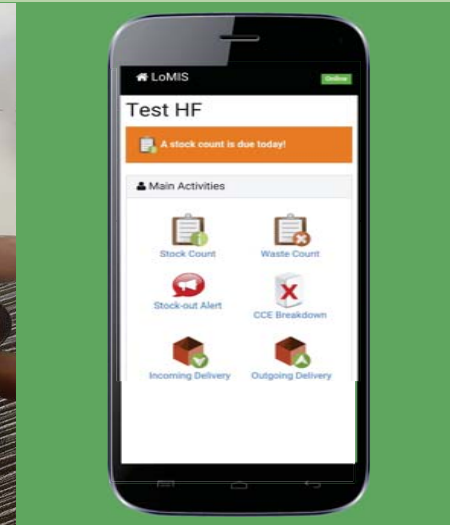 LoMIS
Online
Test HF
A stock count is due today!
Main Activities
Stock Count
Waste Count
Stock-out Alert
CCE Breakdown
Incoming Delivery
Outgoing Delivery